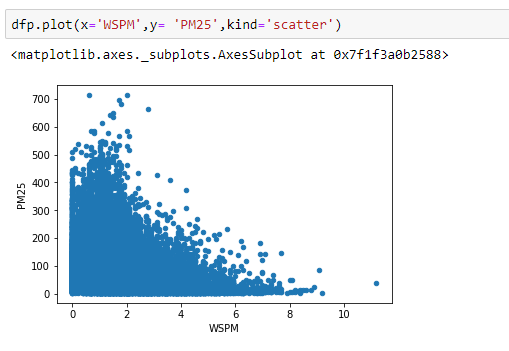 dfp.plot(x='WSPM',y= 'PM25',kind='scatter')
<matplotlib.axes._subplots.AxesSubplot at 0x7f1f3a0b2588>
700
600
500
400
300
200
100
0
PM25
0 2 4 6 8 10
WSPM